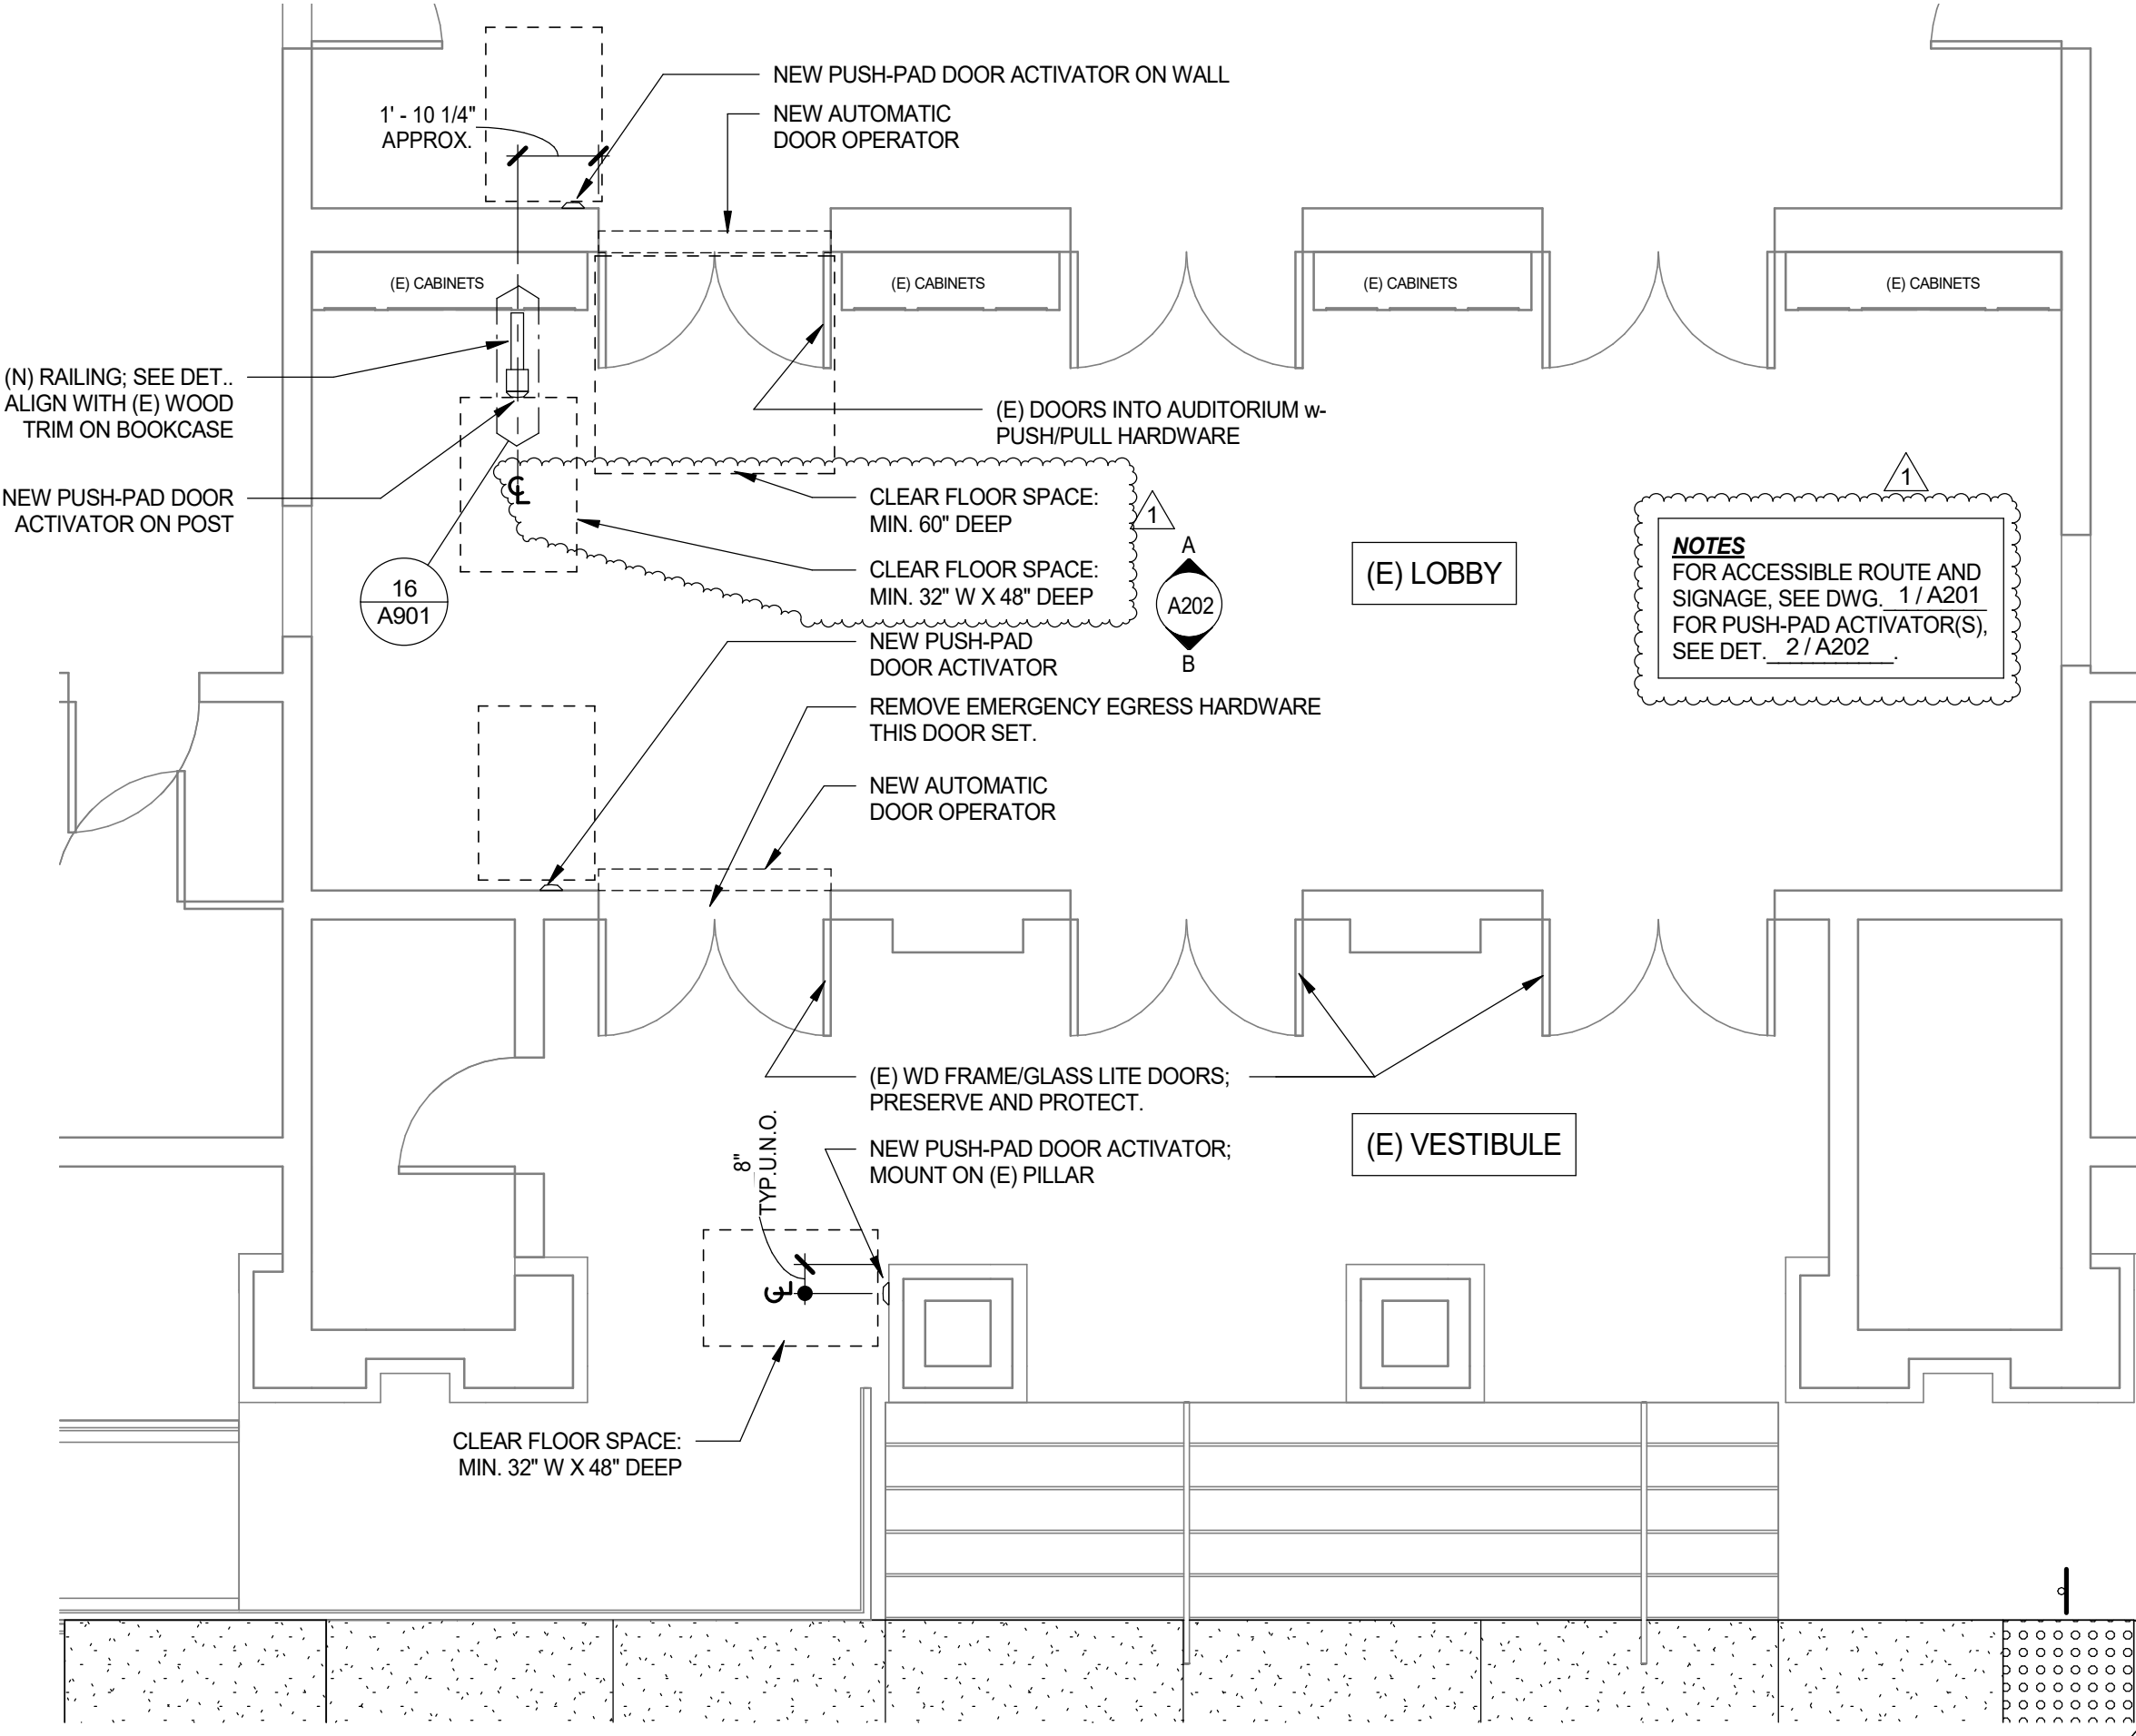 NEW PUSH-PAD DOOR ACTIVATOR ON WALL
1' - 10 1/4"
APPROX.
NEW AUTOMATIC
DOOR OPERATOR
(E) CABINETS
(E) CABINETS
(E) CABINETS
(E) CABINETS
(N) RAILING; SEE DET..
ALIGN WITH (E) WOOD
TRIM ON BOOKCASE
(E) DOORS INTO AUDITORIUM w-
PUSH/PULL HARDWARE
NEW PUSH-PAD DOOR
ACTIVATOR ON POST
CL
CLEAR FLOOR SPACE:
MIN. 60" DEEP
1
CLEAR FLOOR SPACE:
MIN. 32" W X 48" DEEP
16
A901
A
A202
B
(E) LOBBY
1
NOTES
FOR ACCESSIBLE ROUTE AND
SIGNAGE, SEE DWG. 1 / A201
FOR PUSH-PAD ACTIVATOR(S),
SEE DET. 2 / A202 .
NEW PUSH-PAD
DOOR ACTIVATOR
REMOVE EMERGENCY EGRESS HARDWARE
THIS DOOR SET.
NEW AUTOMATIC
DOOR OPERATOR
(E) WD FRAME/GLASS LITE DOORS;
PRESERVE AND PROTECT.
(E) VESTIBULE
8"
TYP.U.N.O.
NEW PUSH-PAD DOOR ACTIVATOR;
MOUNT ON (E) PILLAR
CL
CLEAR FLOOR SPACE:
MIN. 32" W X 48" DEEP